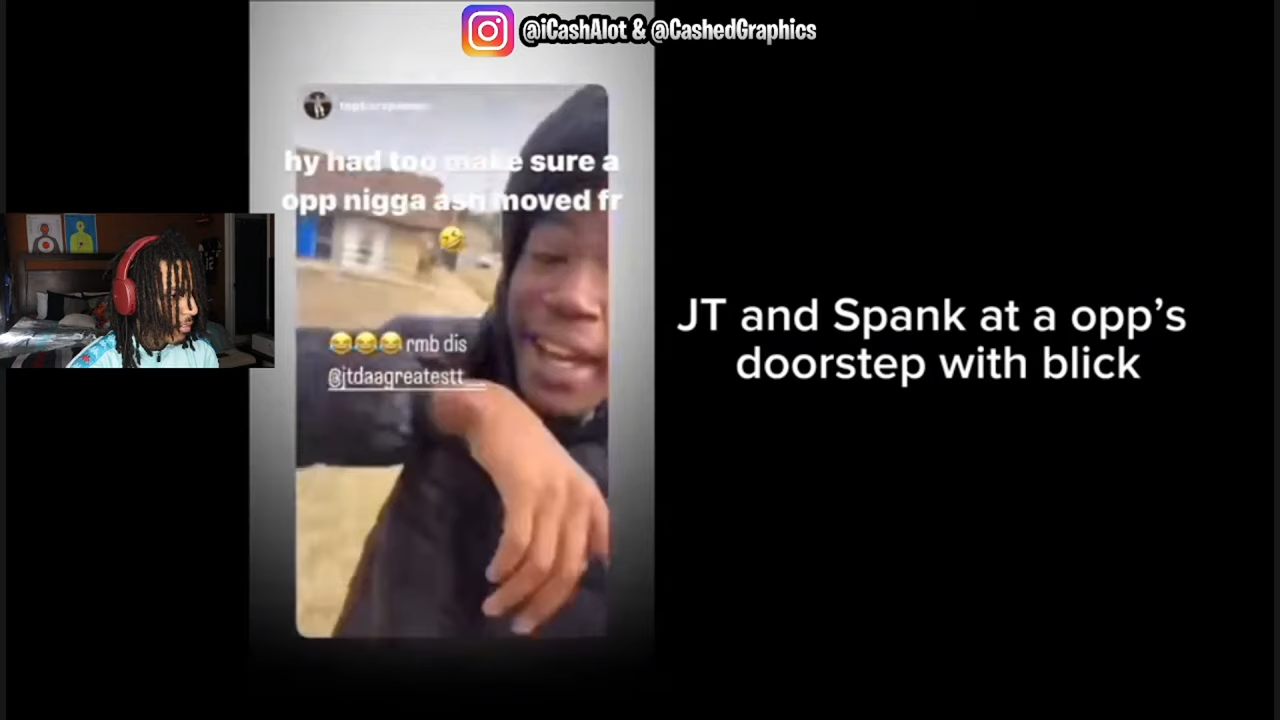 @iCashAlot & @CashedGraphics
hy had too make sure a
opp nigga ash moved fr
😂😂😂 rmb dis
@jtdaagreatestt__
JT and Spank at a opp’s
doorstep with blick